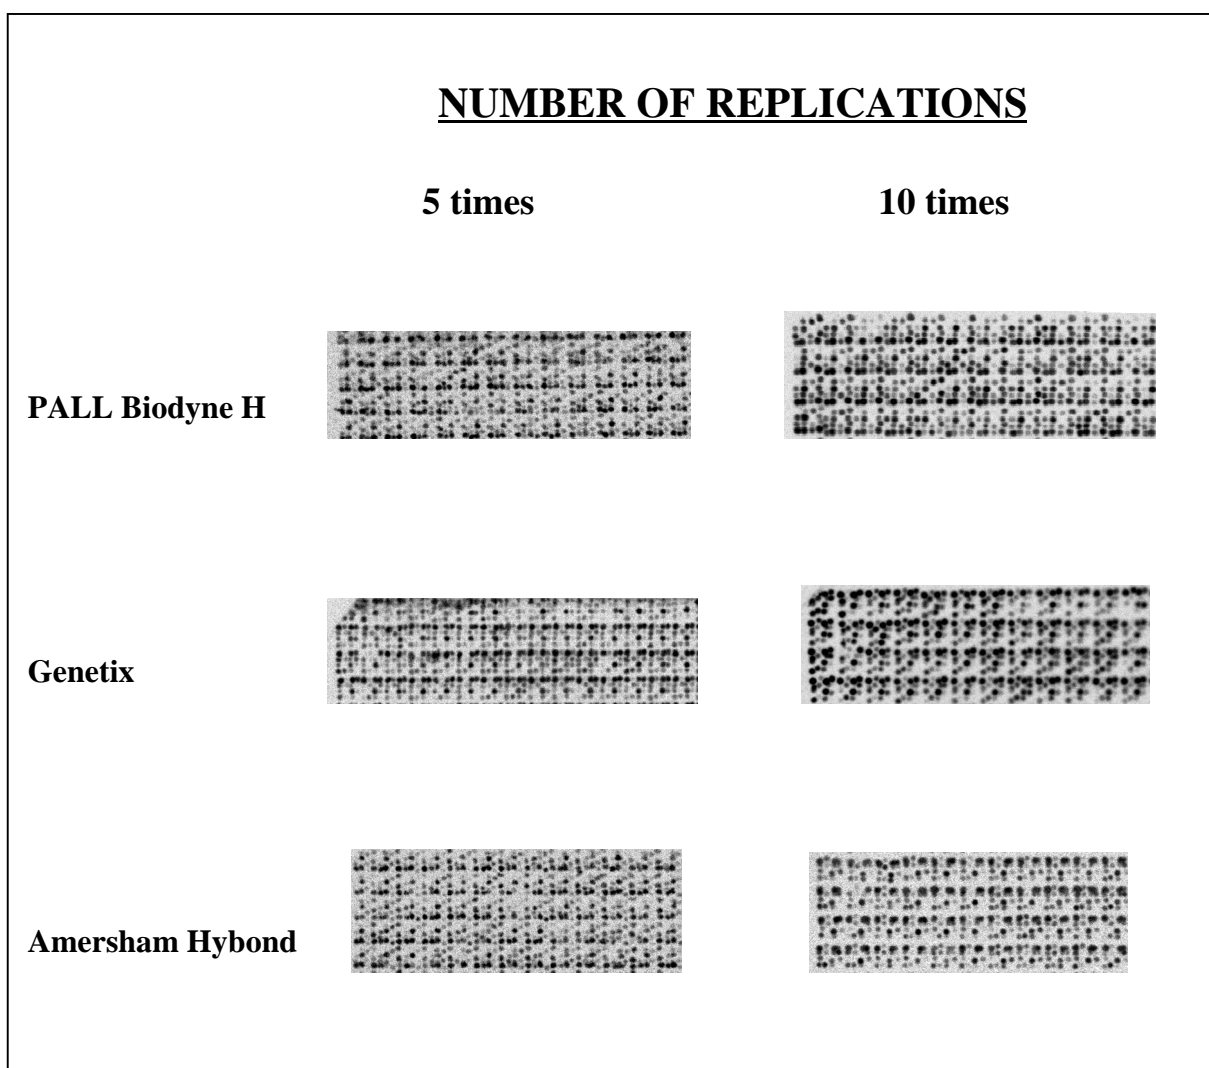 NUMBER OF REPLICATIONS
5 times 10 times
PALL Biodyne H
Genetix
Amersham Hybond